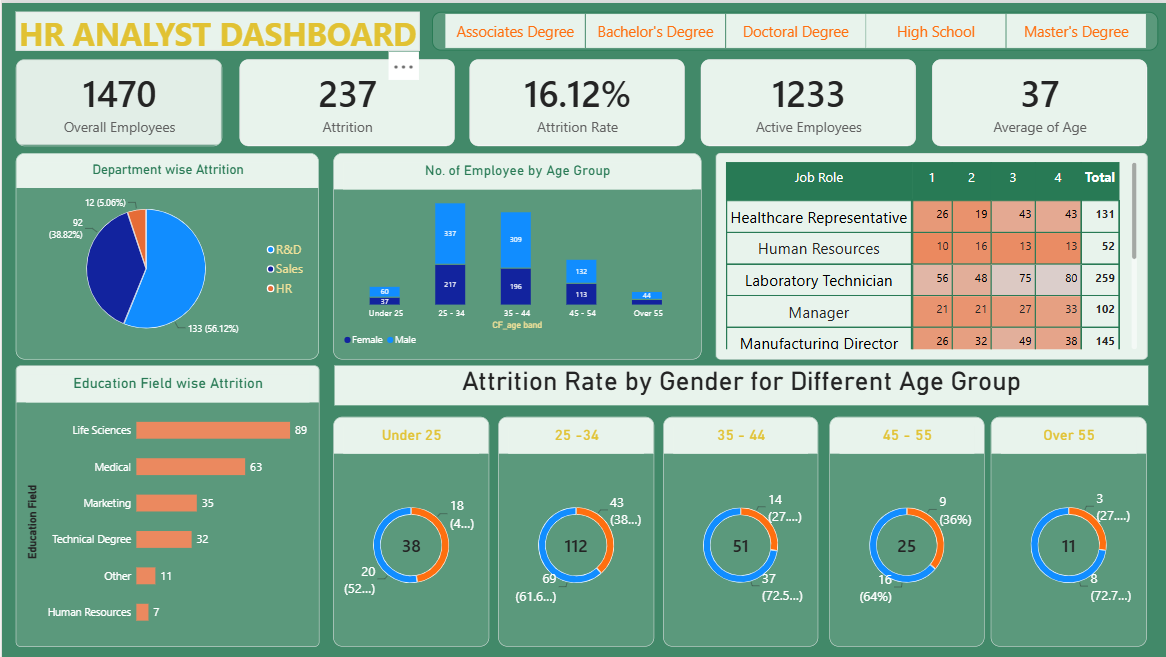 HR ANALYST DASHBOARD
Associates Degree Bachelor's Degree Doctoral Degree High School Master's Degree
1470 237 16.12% 1233 37
Overall Employees Attrition Attrition Rate Active Employees Average of Age
Department wise Attrition
12 (5.06%)
92
(38.82%)
133 (56.12%)
R&D
Sales
HR
No. of Employee by Age Group
337 309 132 60 44
217 196 113 37
Under 25 25 - 34 35 - 44 45 - 54 Over 55
CF_age band
Female Male
Job Role 1 2 3 4 Total
Healthcare Representative 26 19 43 43 131
Human Resources 10 16 13 13 52
Laboratory Technician 56 48 75 80 259
Manager 21 21 27 33 102
Manufacturing Director 26 32 49 38 145
Education Field wise Attrition
Education Field
Life Sciences 89
Medical 63
Marketing 35
Technical Degree 32
Other 11
Human Resources 7
Attrition Rate by Gender for Different Age Group
Under 25
18
(4...)
38
20
(52...)
25 -34
43
(38...)
112
69
(61.6...)
35 - 44
14
(27....)
51
37
(72.5...)
45 - 55
9
(36%)
25
16
(64%)
Over 55
3
(27....)
11
8
(72.7...)